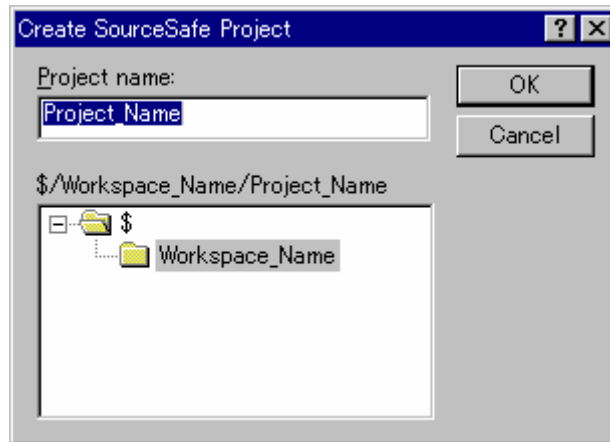 Create SourceSafe Project
Project name:
OK
Project_Name
Cancel
$/Workspace_Name/Project_Name
$
Workspace_Name